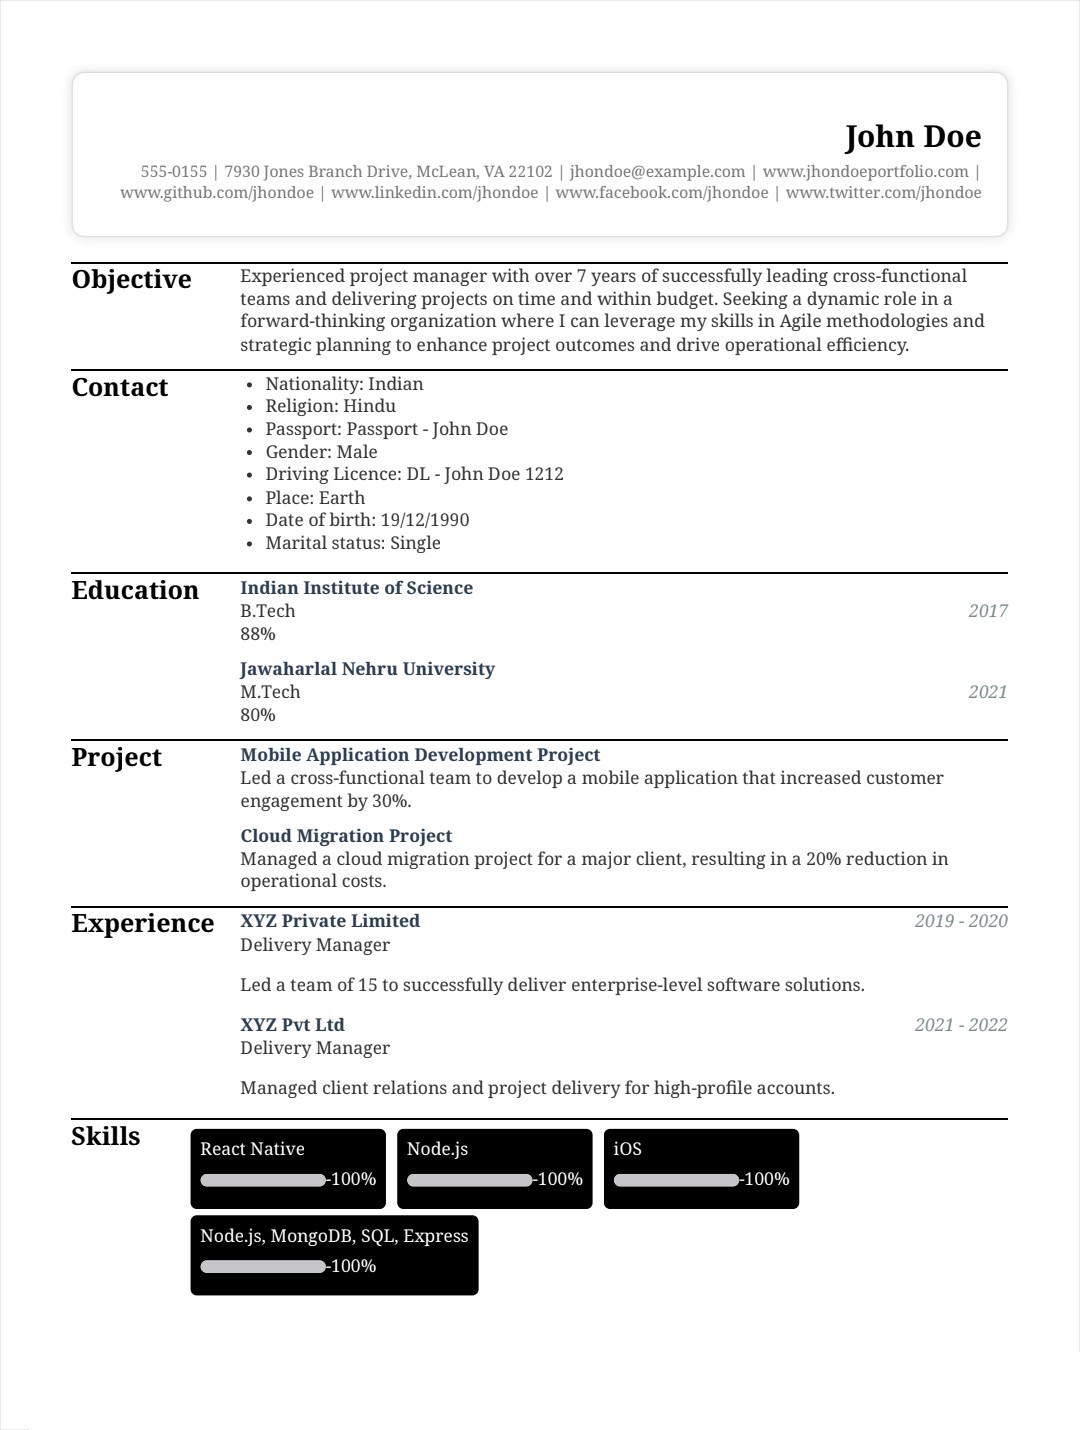 John Doe
555-0155 | 7930 Jones Branch Drive, McLean, VA 22102 | jhondoe@example.com | www.jhondoeportfolio.com |
www.github.com/jhondoe | www.linkedin.com/jhondoe | www.facebook.com/jhondoe | www.twitter.com/jhondoe
Objective
Experienced project manager with over 7 years of successfully leading cross-functional
teams and delivering projects on time and within budget. Seeking a dynamic role in a
forward-thinking organization where I can leverage my skills in Agile methodologies and
strategic planning to enhance project outcomes and drive operational efficiency.
Contact
• Nationality: Indian
• Religion: Hindu
• Passport: Passport - John Doe
• Gender: Male
• Driving Licence: DL - John Doe 1212
• Place: Earth
• Date of birth: 19/12/1990
• Marital status: Single
Education
Indian Institute of Science
B.Tech 2017
88%
Jawaharlal Nehru University
M.Tech 2021
80%
Project
Mobile Application Development Project
Led a cross-functional team to develop a mobile application that increased customer
engagement by 30%.
Cloud Migration Project
Managed a cloud migration project for a major client, resulting in a 20% reduction in
operational costs.
Experience
XYZ Private Limited 2019 - 2020
Delivery Manager
Led a team of 15 to successfully deliver enterprise-level software solutions.
XYZ Pvt Ltd 2021 - 2022
Delivery Manager
Managed client relations and project delivery for high-profile accounts.
Skills
React Native
-100%
Node.js
-100%
iOS
-100%
Node.js, MongoDB, SQL, Express
-100%